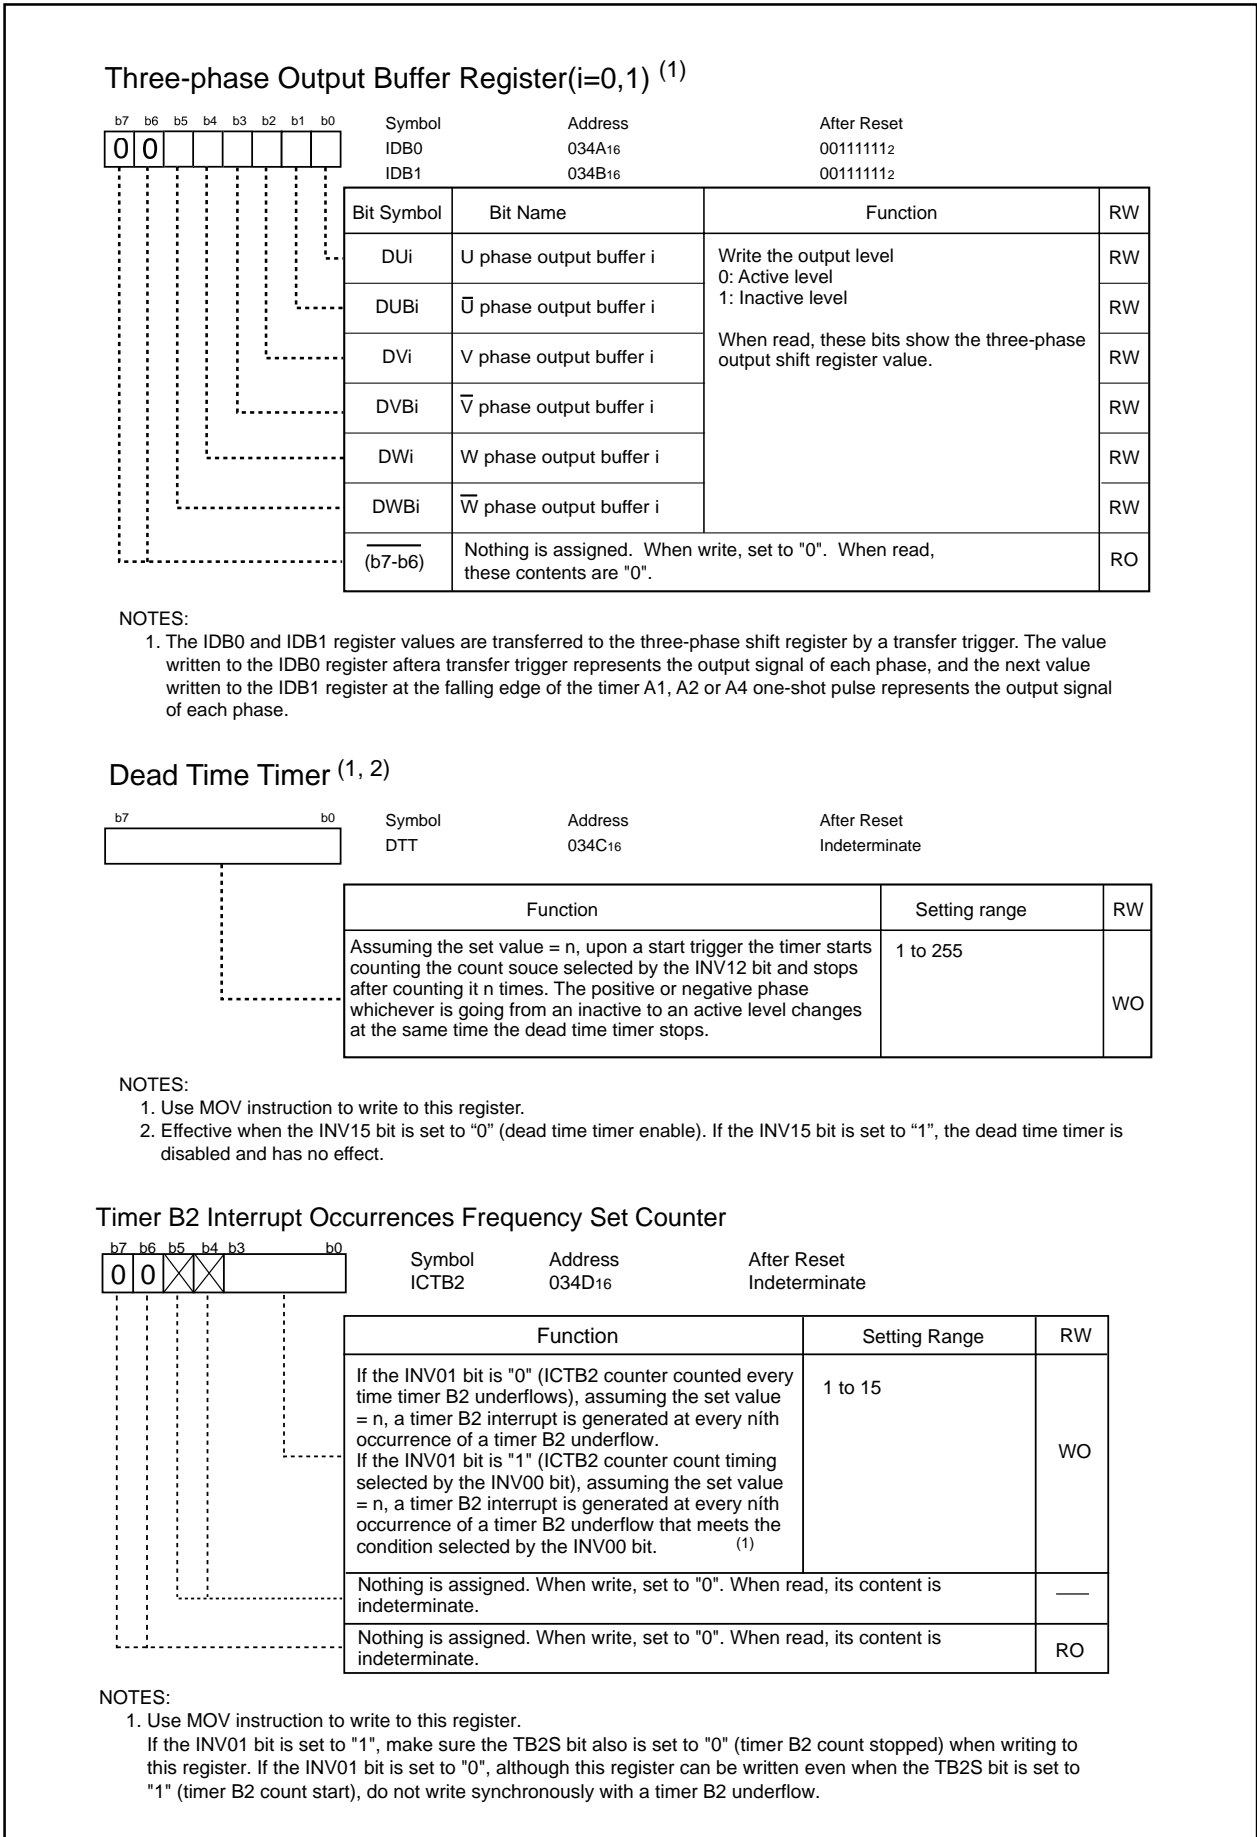 Three-phase Output Buffer Register(i=0,1) (1)
b7 b6 b5 b4 b3 b2 b1 b0
0 0
Symbol Address After Reset
IDB0 034A16 001111112
IDB1 034B16 001111112
Bit Symbol Bit Name Function RW
DUi U phase output buffer i Write the output level RW
0: Active level
1: Inactive level
DUBi U̅ phase output buffer i RW
When read, these bits show the three-phase
output shift register value.
DVi V phase output buffer i RW
DVBi V̅ phase output buffer i RW
DWi W phase output buffer i RW
DWBi W̅ phase output buffer i RW
(b7-b6) Nothing is assigned. When write, set to "0". When read, RO
these contents are "0".
NOTES:
1. The IDB0 and IDB1 register values are transferred to the three-phase shift register by a transfer trigger. The value
written to the IDB0 register aftera transfer trigger represents the output signal of each phase, and the next value
written to the IDB1 register at the falling edge of the timer A1, A2 or A4 one-shot pulse represents the output signal
of each phase.
Dead Time Timer (1, 2)
b7 b0
Symbol Address After Reset
DTT 034C16 Indeterminate
Function Setting range RW
Assuming the set value = n, upon a start trigger the timer starts 1 to 255
counting the count souce selected by the INV12 bit and stops
after counting it n times. The positive or negative phase
whichever is going from an inactive to an active level changes WO
at the same time the dead time timer stops.
NOTES:
1. Use MOV instruction to write to this register.
2. Effective when the INV15 bit is set to “0” (dead time timer enable). If the INV15 bit is set to “1”, the dead time timer is
disabled and has no effect.
Timer B2 Interrupt Occurrences Frequency Set Counter
b7 b6 b5 b4 b3 b0
0 0
Symbol Address After Reset
ICTB2 034D16 Indeterminate
Function Setting Range RW
If the INV01 bit is "0" (ICTB2 counter counted every 1 to 15
time timer B2 underflows), assuming the set value
= n, a timer B2 interrupt is generated at every níth
occurrence of a timer B2 underflow.
If the INV01 bit is "1" (ICTB2 counter count timing WO
selected by the INV00 bit), assuming the set value
= n, a timer B2 interrupt is generated at every níth
occurrence of a timer B2 underflow that meets the
condition selected by the INV00 bit. (1)
Nothing is assigned. When write, set to "0". When read, its content is
indeterminate.
Nothing is assigned. When write, set to "0". When read, its content is RO
indeterminate.
NOTES:
1. Use MOV instruction to write to this register.
If the INV01 bit is set to "1", make sure the TB2S bit also is set to "0" (timer B2 count stopped) when writing to
this register. If the INV01 bit is set to "0", although this register can be written even when the TB2S bit is set to
"1" (timer B2 count start), do not write synchronously with a timer B2 underflow.